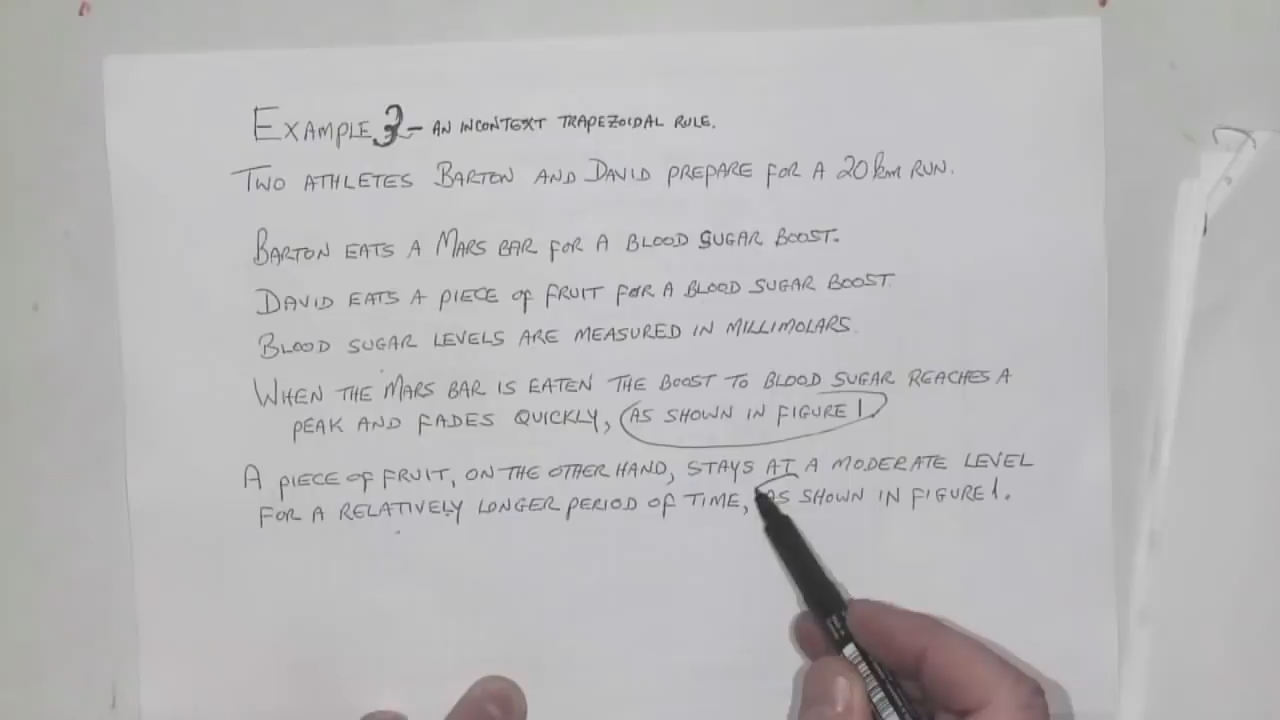 EXAMPLE 3 - AN INCONTEXT TRAPEZOIDAL RULE.
TWO ATHLETES BARTON AND DAVID PREPARE FOR A 20 km RUN.
BARTON EATS A MARS BAR FOR A BLOOD SUGAR BOOST.
DAVID EATS A PIECE OF FRUIT FOR A BLOOD SUGAR BOOST.
BLOOD SUGAR LEVELS ARE MEASURED IN MILLIMOLARS.
WHEN THE MARS BAR IS EATEN THE BOOST TO BLOOD SUGAR REACHES A
PEAK AND FADES QUICKLY, AS SHOWN IN FIGURE 1
A PIECE OF FRUIT, ON THE OTHER HAND, STAYS AT A MODERATE LEVEL
FOR A RELATIVELY LONGER PERIOD OF TIME, AS SHOWN IN FIGURE 1.